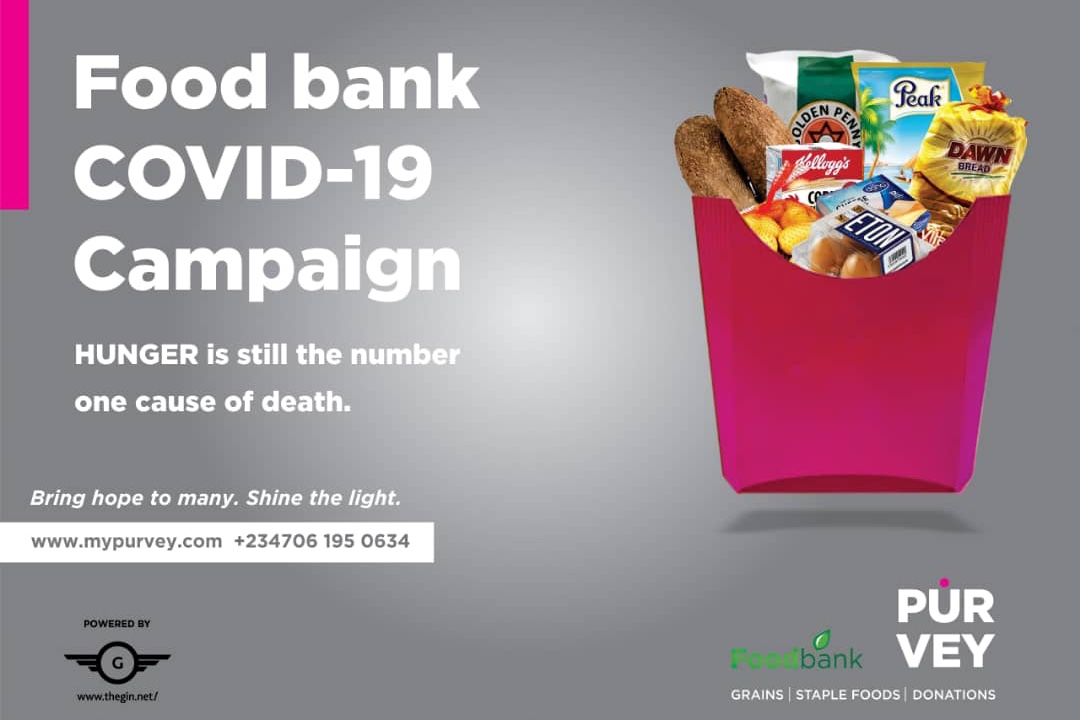 Food bank
COVID-19
Campaign
HUNGER is still the number
one cause of death.
Bring hope to many. Shine the light.
www.mypurvey.com +234706 195 0634
POWERED BY
G
www.thegin.net/
GOLDEN PENNY
Peak
Kellogg's
DAWN
BREAD
ETON
PUR
VEY
Foodbank
GRAINS | STAPLE FOODS | DONATIONS